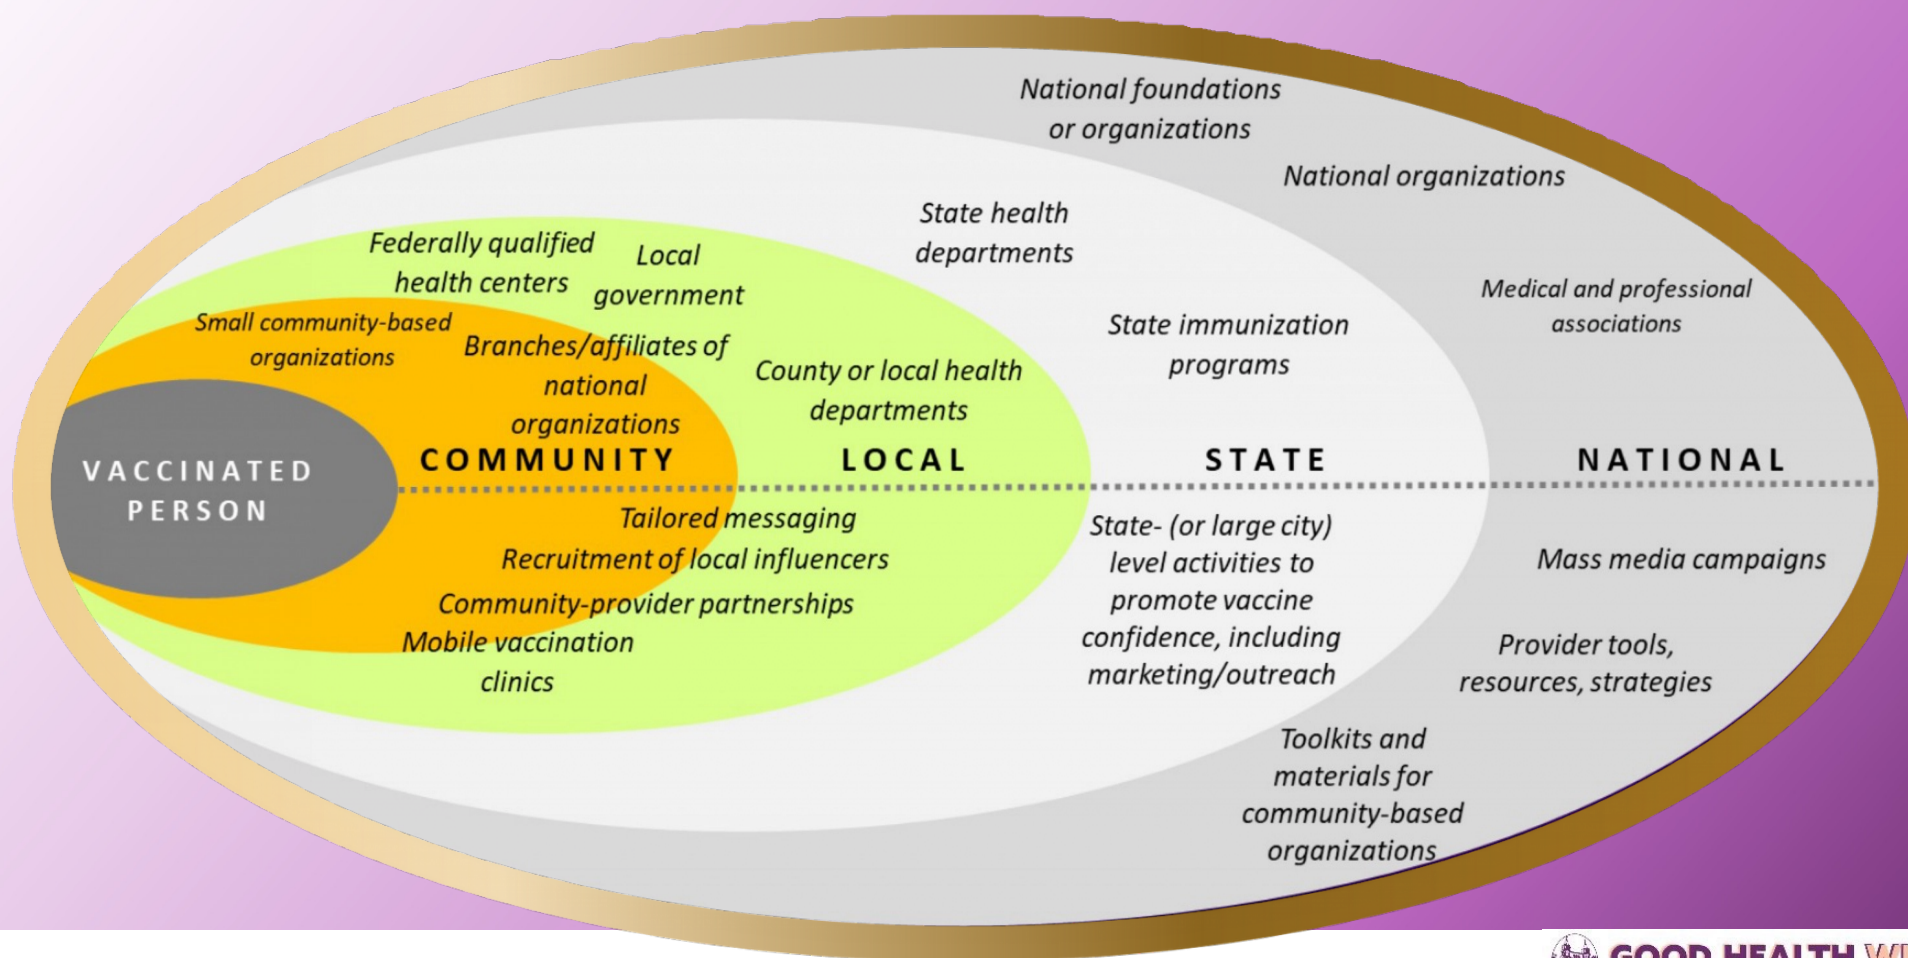 National foundations
or organizations
National organizations
State health
departments
Federally qualified
health centers
Local
government
Medical and professional
associations
Small community-based
organizations
Branches/affiliates of
national
organizations
State immunization
programs
County or local health
departments
VACCINATED
PERSON
COMMUNITY
LOCAL
STATE
NATIONAL
Tailored messaging
Recruitment of local influencers
Community-provider partnerships
Mobile vaccination
clinics
State- (or large city)
level activities to
promote vaccine
confidence, including
marketing/outreach
Mass media campaigns
Provider tools,
resources, strategies
Toolkits and
materials for
community-based
organizations
GOOD HEALTH